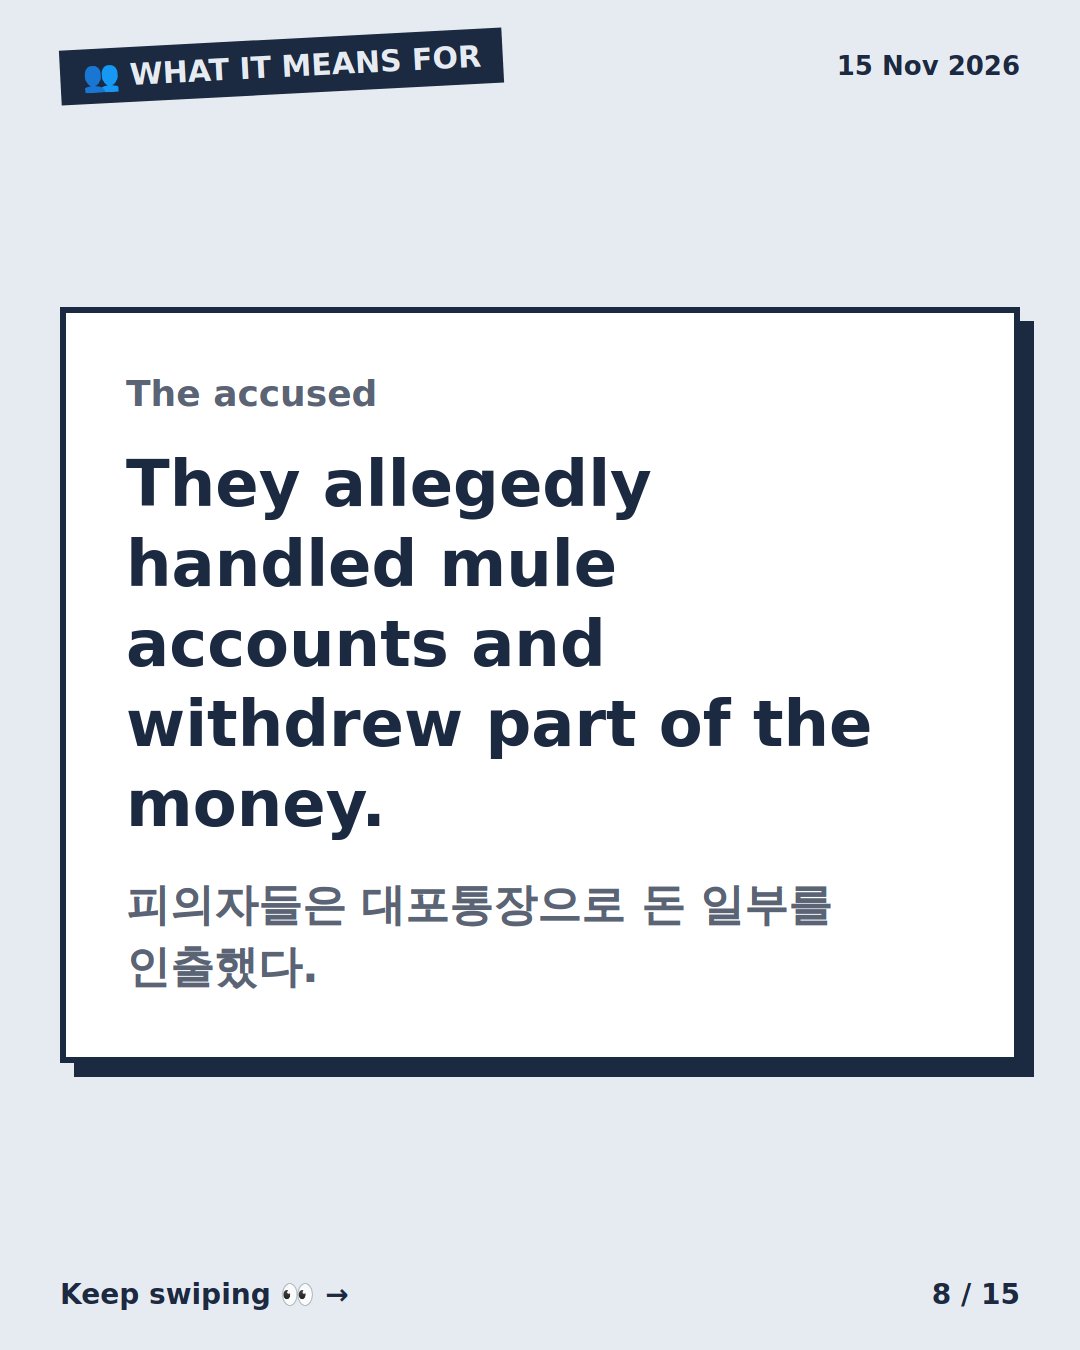 👥 WHAT IT MEANS FOR
15 Nov 2026
The accused
They allegedly
handled mule
accounts and
withdrew part of the
money.
피의자들은 대포통장으로 돈 일부를
인출했다.
Keep swiping 👀 →
8 / 15